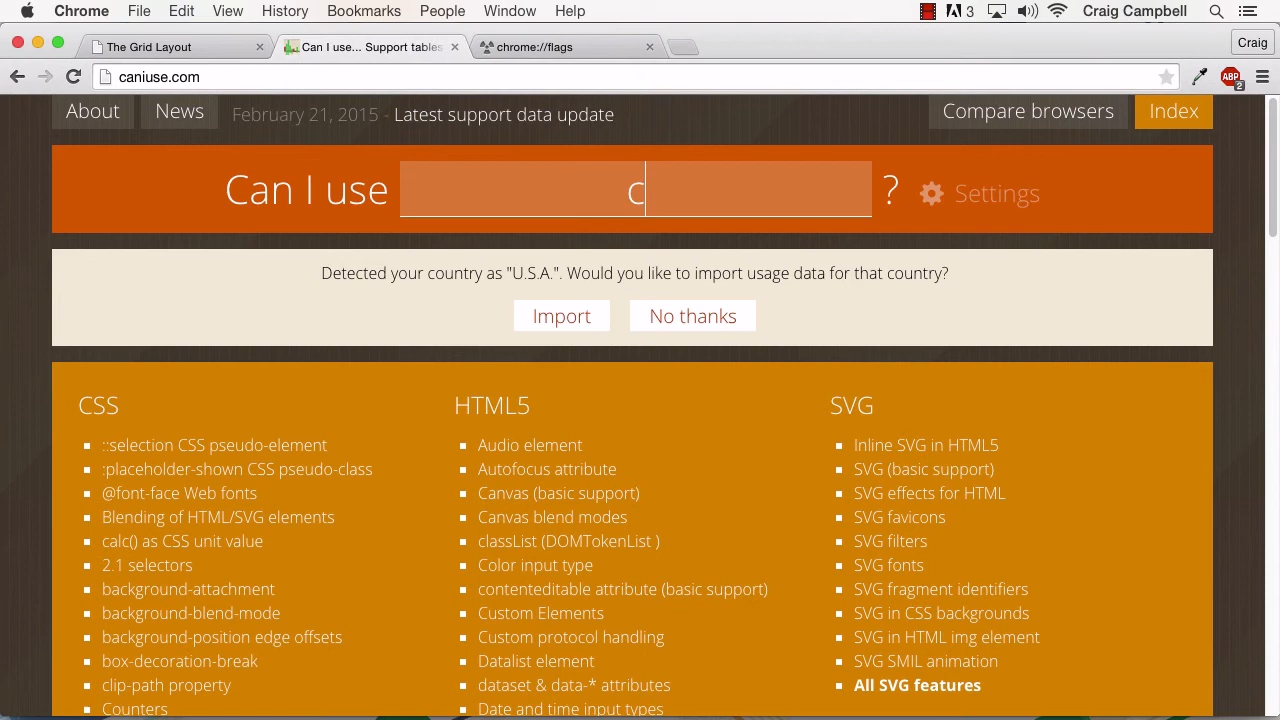 Chrome File Edit View History Bookmarks People Window Help 3 Craig Campbell
The Grid Layout Can I use... Support tables chrome://flags Craig
caniuse.com ABP 2
About News February 21, 2015 - Latest support data update Compare browsers Index
Can I use c ? Settings
Detected your country as "U.S.A.". Would you like to import usage data for that country?
Import No thanks
CSS
::selection CSS pseudo-element
:placeholder-shown CSS pseudo-class
@font-face Web fonts
Blending of HTML/SVG elements
calc() as CSS unit value
2.1 selectors
background-attachment
background-blend-mode
background-position edge offsets
box-decoration-break
clip-path property
Counters
HTML5
Audio element
Autofocus attribute
Canvas (basic support)
Canvas blend modes
classList (DOMTokenList )
Color input type
contenteditable attribute (basic support)
Custom Elements
Custom protocol handling
Datalist element
dataset & data-* attributes
Date and time input types
SVG
Inline SVG in HTML5
SVG (basic support)
SVG effects for HTML
SVG favicons
SVG filters
SVG fonts
SVG fragment identifiers
SVG in CSS backgrounds
SVG in HTML img element
SVG SMIL animation
All SVG features